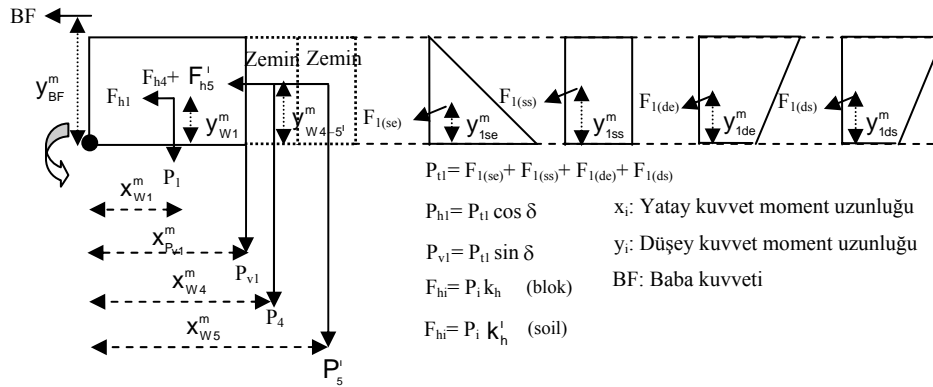 BF
Zemin Zemin
y^m_BF
F_h4+ F^ı_h5
F_h1
y^m_W1
y^m_W4-5^ı
F_1(se)
y^m_1se
F_1(ss)
y^m_1ss
F_1(de)
y^m_1de
F_1(ds)
y^m_1ds
P_1
x^m_W1
x^m_Pv1
P_v1
x^m_W4
P_4
x^m_W5
P^ı_5
P_t1= F_1(se)+ F_1(ss)+ F_1(de)+ F_1(ds)
P_h1= P_t1 cos δ
P_v1= P_t1 sin δ
F_hi= P_i k_h (blok)
F_hi= P_i k^ı_h (soil)
x_i: Yatay kuvvet moment uzunluğu
y_i: Düşey kuvvet moment uzunluğu
BF: Baba kuvveti